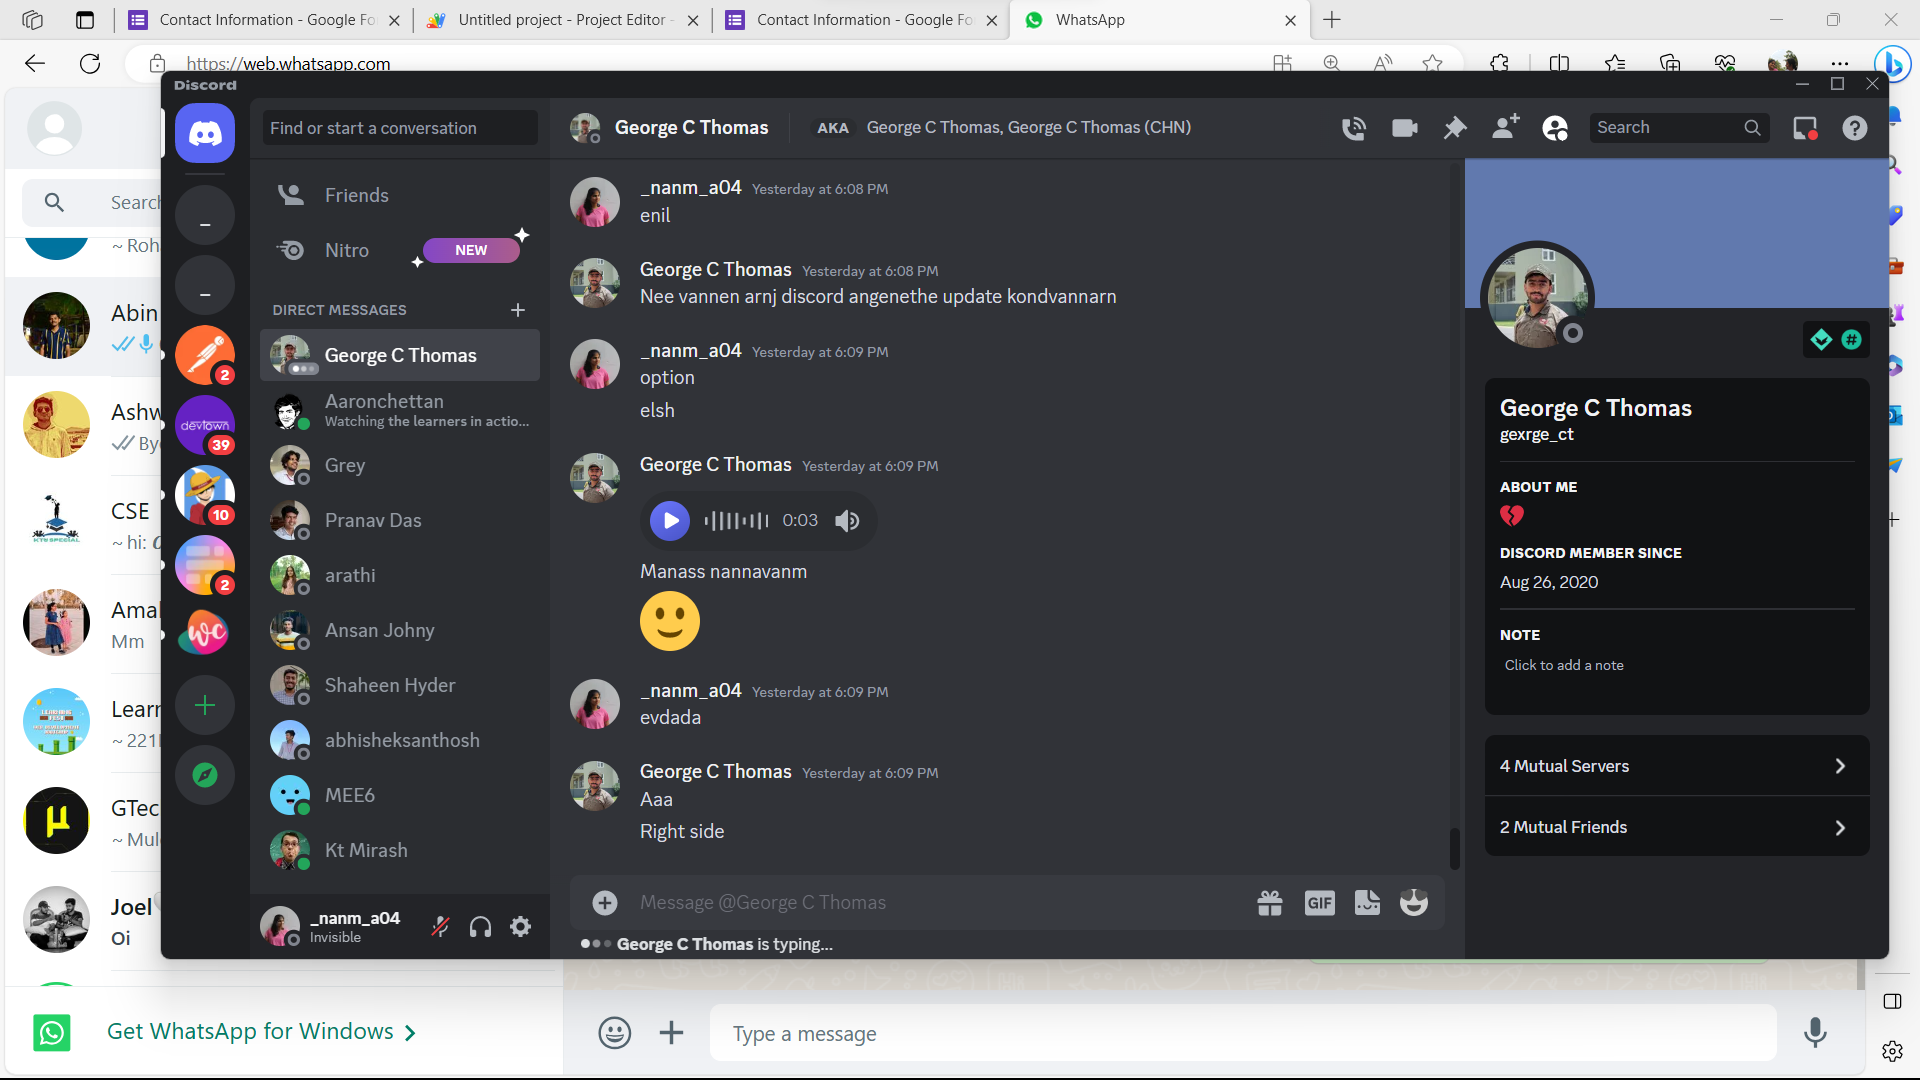 Contact Information - Google Fo
Untitled project - Project Editor -
Contact Information - Google Fo
WhatsApp
https://web.whatsapp.com
Discord
Find or start a conversation
George C Thomas
AKA George C Thomas, George C Thomas (CHN)
Search
Friends
Nitro
NEW
DIRECT MESSAGES
George C Thomas
Aaronchettan
Watching the learners in actio...
Grey
Pranav Das
arathi
Ansan Johny
Shaheen Hyder
abhisheksanthosh
MEE6
Kt Mirash
_nanm_a04
Invisible
2
devtown
39
10
2
wc
_nanm_a04 Yesterday at 6:08 PM
enil
George C Thomas Yesterday at 6:08 PM
Nee vannen arnj discord angenethe update kondvannarn
_nanm_a04 Yesterday at 6:09 PM
option
elsh
George C Thomas Yesterday at 6:09 PM
0:03
Manass nannavanm
_nanm_a04 Yesterday at 6:09 PM
evdada
George C Thomas Yesterday at 6:09 PM
Aaa
Right side
Message @George C Thomas
GIF
George C Thomas is typing...
George C Thomas
gexrge_ct
ABOUT ME
DISCORD MEMBER SINCE
Aug 26, 2020
NOTE
Click to add a note
4 Mutual Servers
2 Mutual Friends
Search
~ Roh
Abin
Ashw
By
CSE
~ hi:
KTU SPECIAL
Amal
Mm
Learn
~ 221
GTec
~ Mul
Joel
Oi
Get WhatsApp for Windows
Type a message